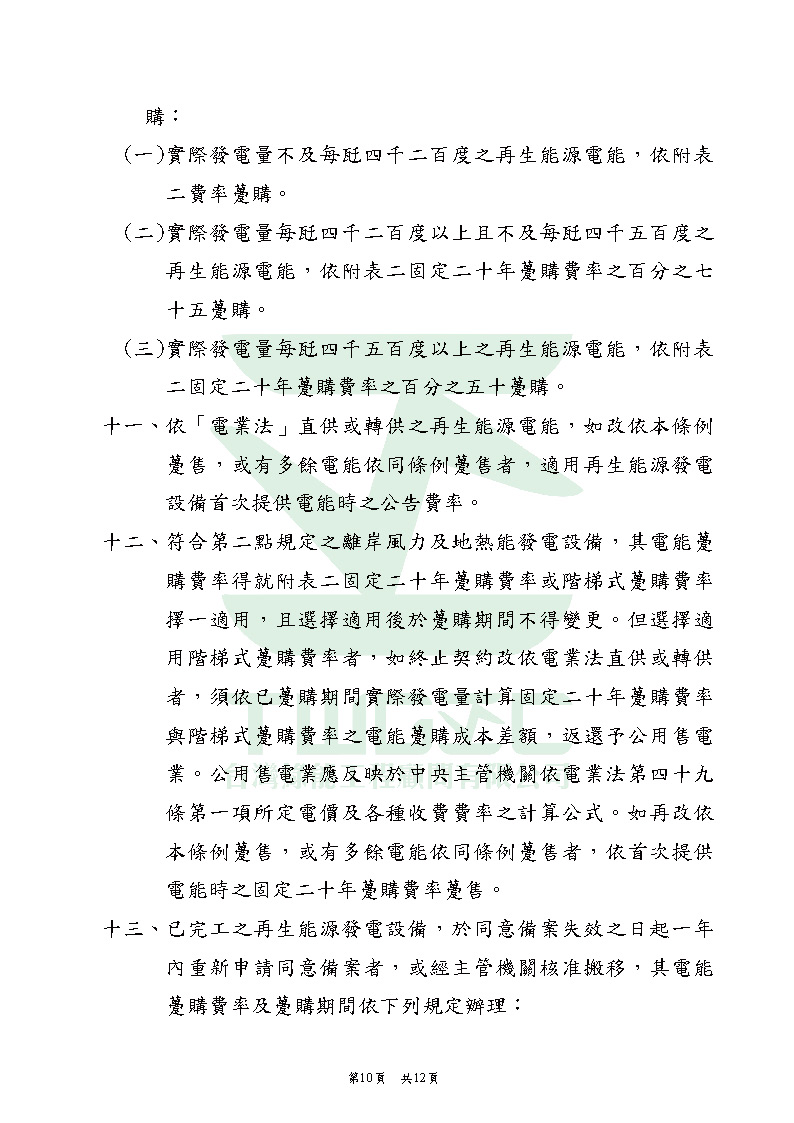 購：
(一)實際發電量不及每瓩四千二百度之再生能源電能，依附表
二費率躉購。
(二)實際發電量每瓩四千二百度以上且不及每瓩四千五百度之
再生能源電能，依附表二固定二十年躉購費率之百分之七
十五躉購。
(三)實際發電量每瓩四千五百度以上之再生能源電能，依附表
二固定二十年躉購費率之百分之五十躉購。
十一、依「電業法」直供或轉供之再生能源電能，如改依本條例
躉售，或有多餘電能依同條例躉售者，適用再生能源發電
設備首次提供電能時之公告費率。
十二、符合第二點規定之離岸風力及地熱能發電設備，其電能躉
購費率得就附表二固定二十年躉購費率或階梯式躉購費率
擇一適用，且選擇適用後於躉購期間不得變更。但選擇適
用階梯式躉購費率者，如終止契約改依電業法直供或轉供
者，須依已躉購期間實際發電量計算固定二十年躉購費率
與階梯式躉購費率之電能躉購成本差額，返還予公用售電
業。公用售電業應反映於中央主管機關依電業法第四十九
條第一項所定電價及各種收費費率之計算公式。如再改依
本條例躉售，或有多餘電能依同條例躉售者，依首次提供
電能時之固定二十年躉購費率躉售。
十三、已完工之再生能源發電設備，於同意備案失效之日起一年
內重新申請同意備案者，或經主管機關核准搬移，其電能
躉購費率及躉購期間依下列規定辦理：
第10頁 共12頁